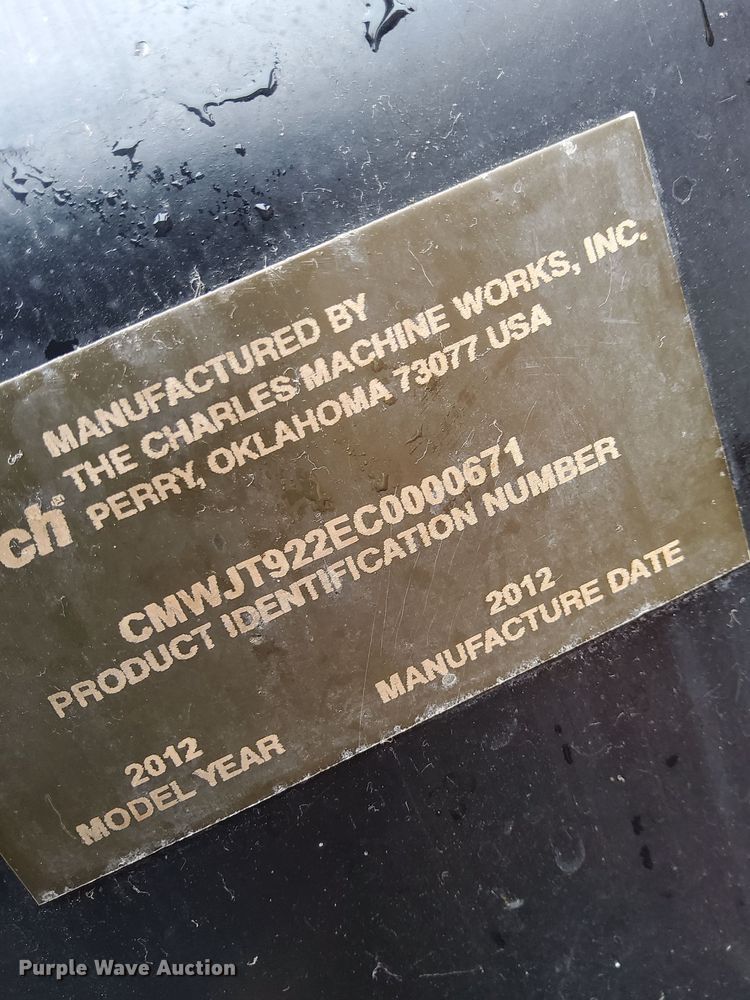 MANUFACTURED BY
THE CHARLES MACHINE WORKS, INC.
PERRY, OKLAHOMA 73077 USA
ch®
CMWJT922EC0000671
PRODUCT IDENTIFICATION NUMBER
2012
MANUFACTURE DATE
2012
MODEL YEAR
Purple Wave Auction